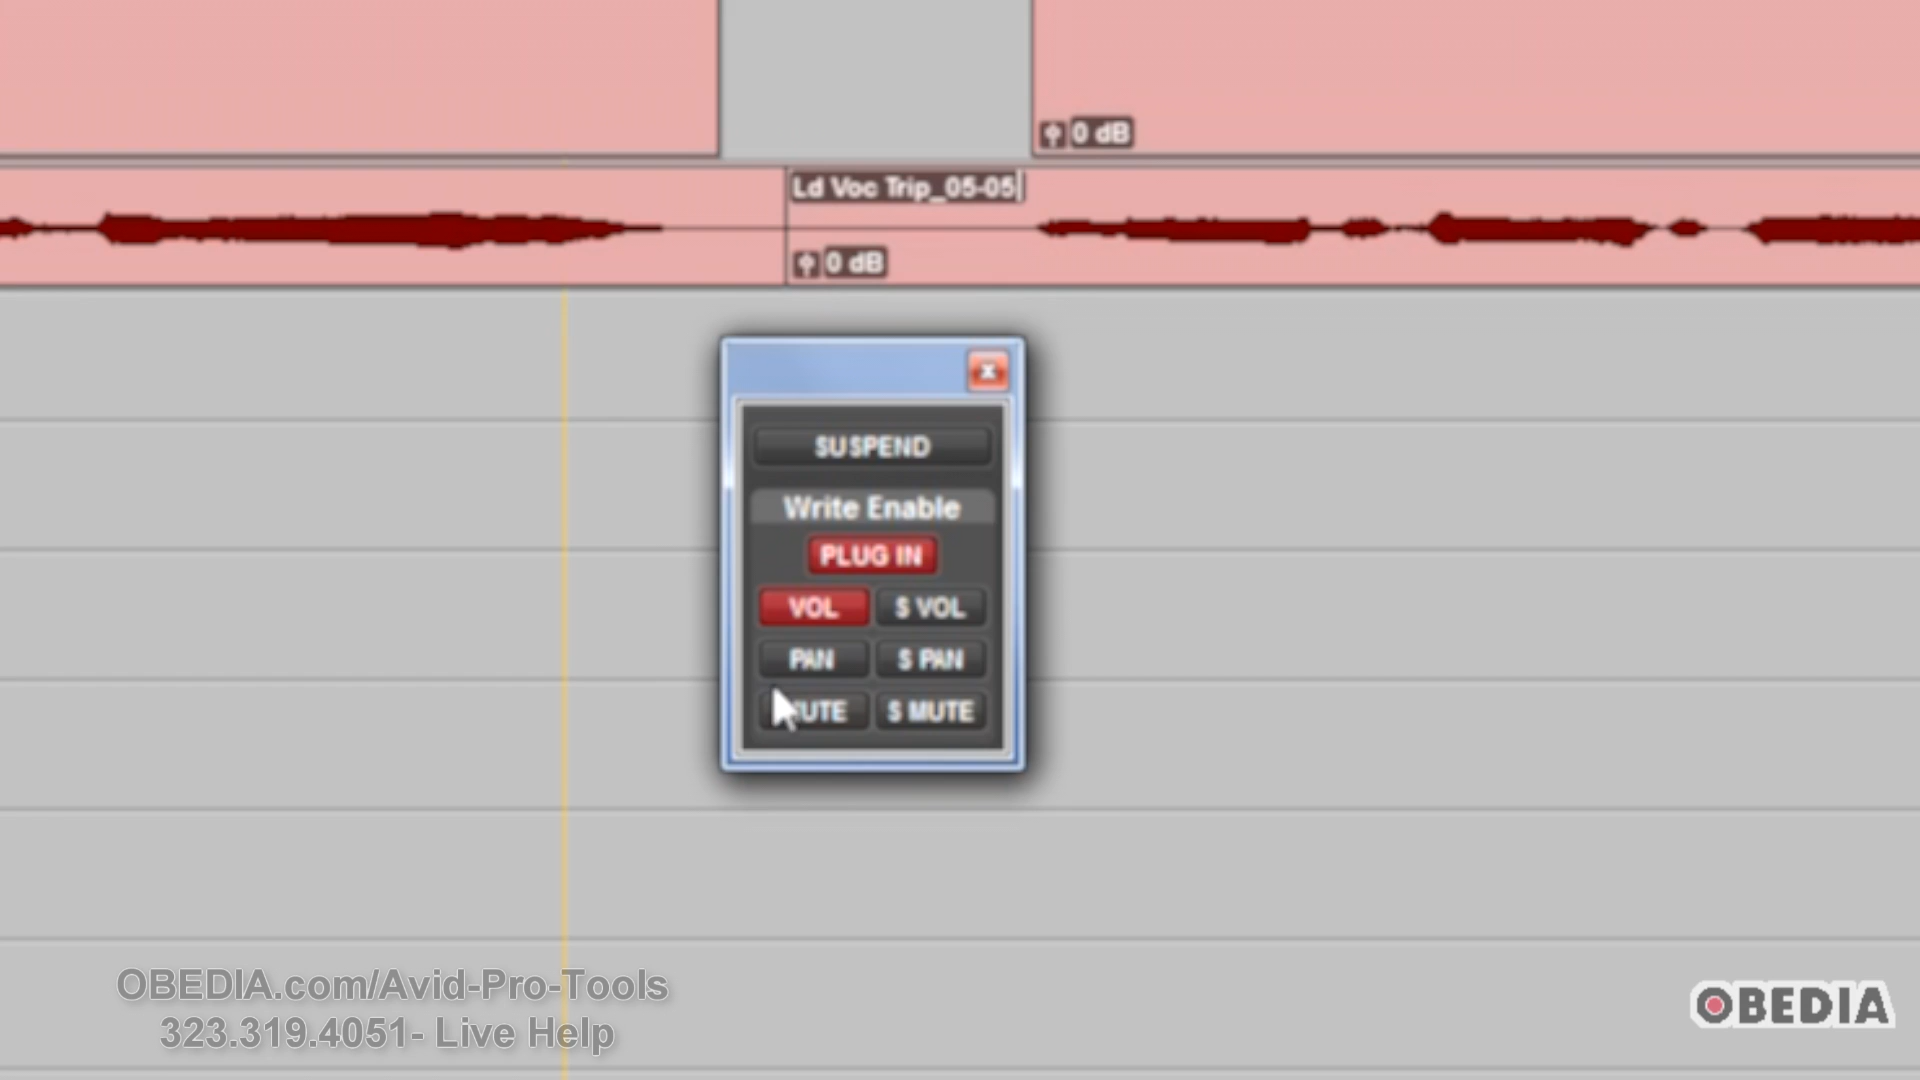 0 dB
Ld Voc Trip_05-05
0 dB
SUSPEND
Write Enable
PLUG IN
VOL S VOL
PAN S PAN
S MUTE
OBEDIA.com/Avid-Pro-Tools
323.319.4051- Live Help
OBEDIA